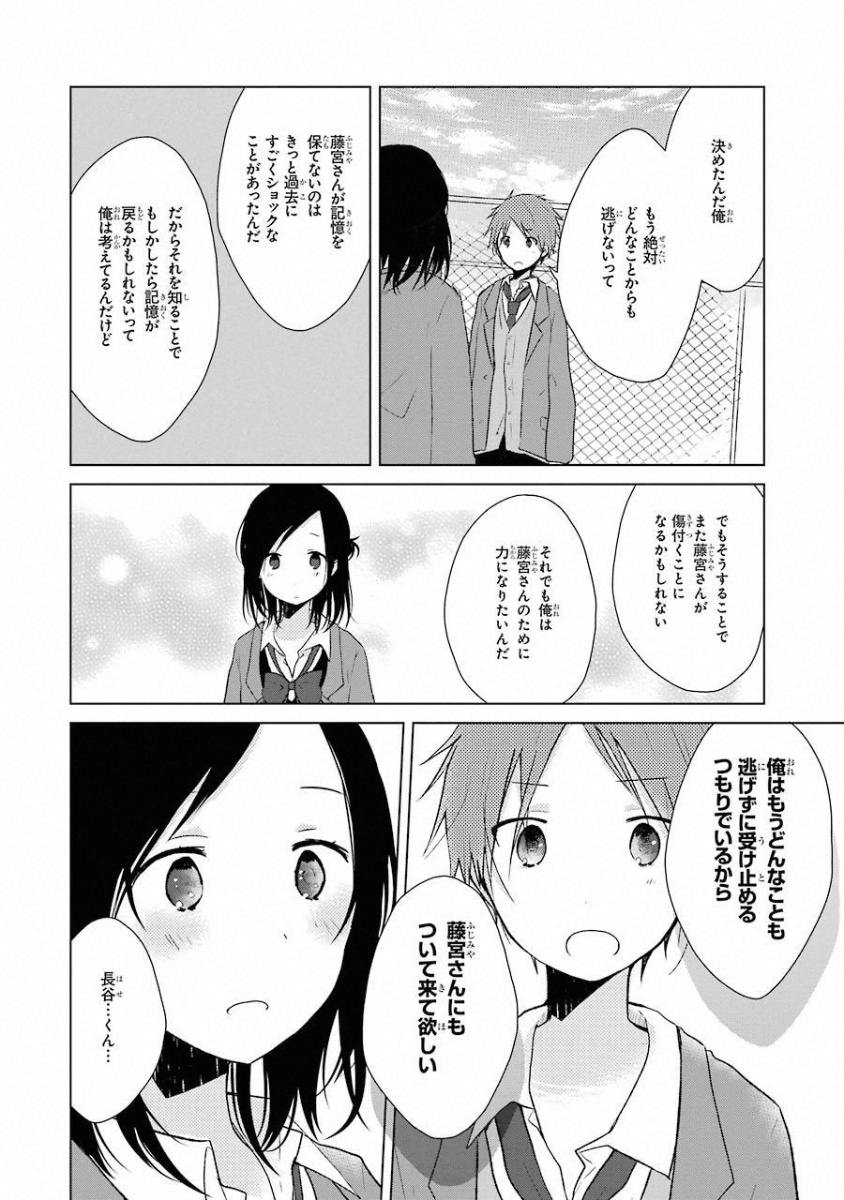 決めたんだ俺
もう絶対
どんなことからも
逃げないって
藤宮さんが記憶を
保てないのは
きっと過去に
すごくショックな
ことがあったんだ
だからそれを知ることで
もしかしたら記憶が
戻るかもしれないって
俺は考えてるんだけど
でもそうすることで
また藤宮さんが
傷付くことに
なるかもしれない
それでも俺は
藤宮さんのために
力になりたいんだ
俺はもうどんなことも
逃げずに受け止める
つもりでいるから
藤宮さんにも
ついて来て欲しい
長谷…くん…